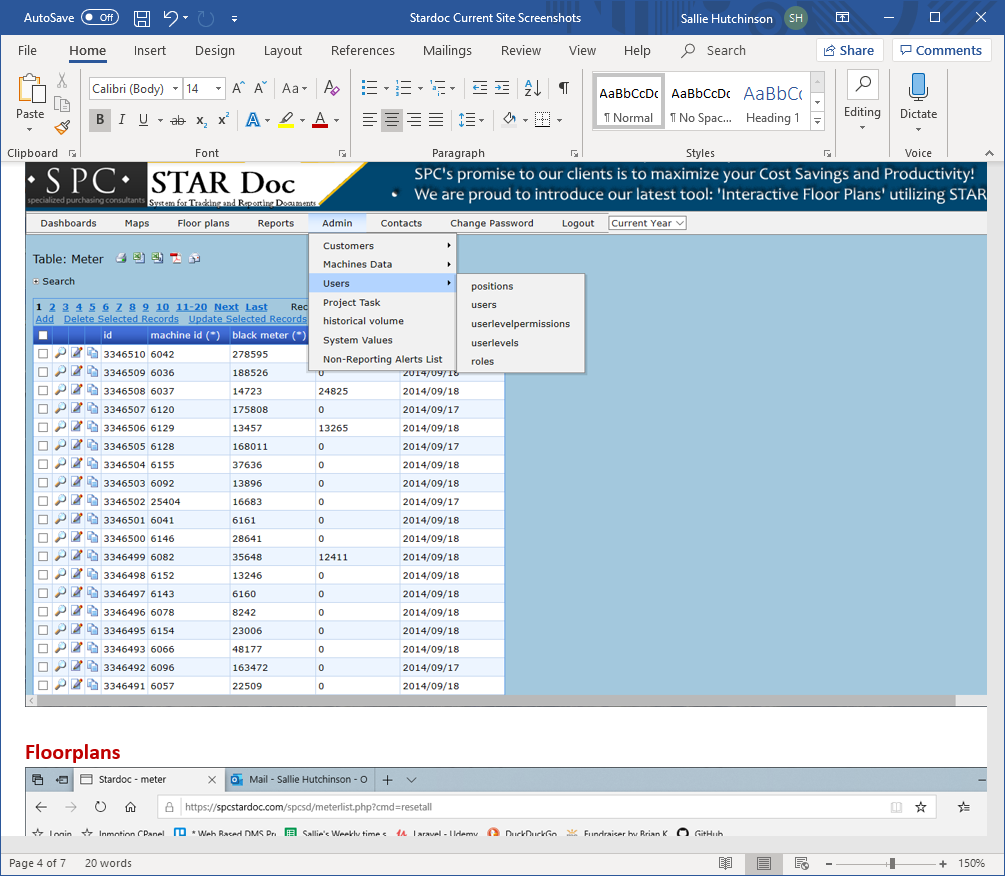 AutoSave Off Stardoc Current Site Screenshots Sallie Hutchinson SH
File Home Insert Design Layout References Mailings Review View Help Search Share Comments
Calibri (Body) 14 Aa
Paste B I U ab x2 x2 A A
AaBbCcDc AaBbCcDc AaBbCc
¶ Normal ¶ No Spac... Heading 1
Editing Dictate
Clipboard Font Paragraph Styles Voice
SPC STAR Doc
specialized purchasing consultants System for Tracking and Reporting Documents
SPC's promise to our clients is to maximize your Cost Savings and Productivity!
We are proud to introduce our latest tool: 'Interactive Floor Plans' utilizing STAR
Dashboards Maps Floor plans Reports Admin Contacts Change Password Logout Current Year
Customers
Machines Data
Users
Project Task
historical volume
System Values
Non-Reporting Alerts List
positions
users
userlevelpermissions
userlevels
roles
Table: Meter
Search
1 2 3 4 5 6 7 8 9 10 11-20 Next Last Rec
Add Delete Selected Records Update Selected Records
id machine id (*) black meter (*)
3346510 6042 278595
3346509 6036 188526 0 2014/09/18
3346508 6037 14723 24825 2014/09/18
3346507 6120 175808 0 2014/09/17
3346506 6129 13457 13265 2014/09/18
3346505 6128 168011 0 2014/09/17
3346504 6155 37636 0 2014/09/18
3346503 6092 13896 0 2014/09/18
3346502 25404 16683 0 2014/09/17
3346501 6041 6161 0 2014/09/18
3346500 6146 28641 0 2014/09/18
3346499 6082 35648 12411 2014/09/18
3346498 6152 13246 0 2014/09/18
3346497 6143 6160 0 2014/09/18
3346496 6078 8242 0 2014/09/18
3346495 6154 23006 0 2014/09/18
3346493 6066 48177 0 2014/09/18
3346492 6096 163472 0 2014/09/17
3346491 6057 22509 0 2014/09/18
Floorplans
Stardoc - meter Mail - Sallie Hutchinson - O
https://spcstardoc.com/spcsd/meterlist.php?cmd=resetall
Login Inmotion CPanel * Web Based DMS Pr Sallie's Weekly time s Laravel - Udemy DuckDuckGo Fundraiser by Brian K GitHub
Page 4 of 7 20 words 150%